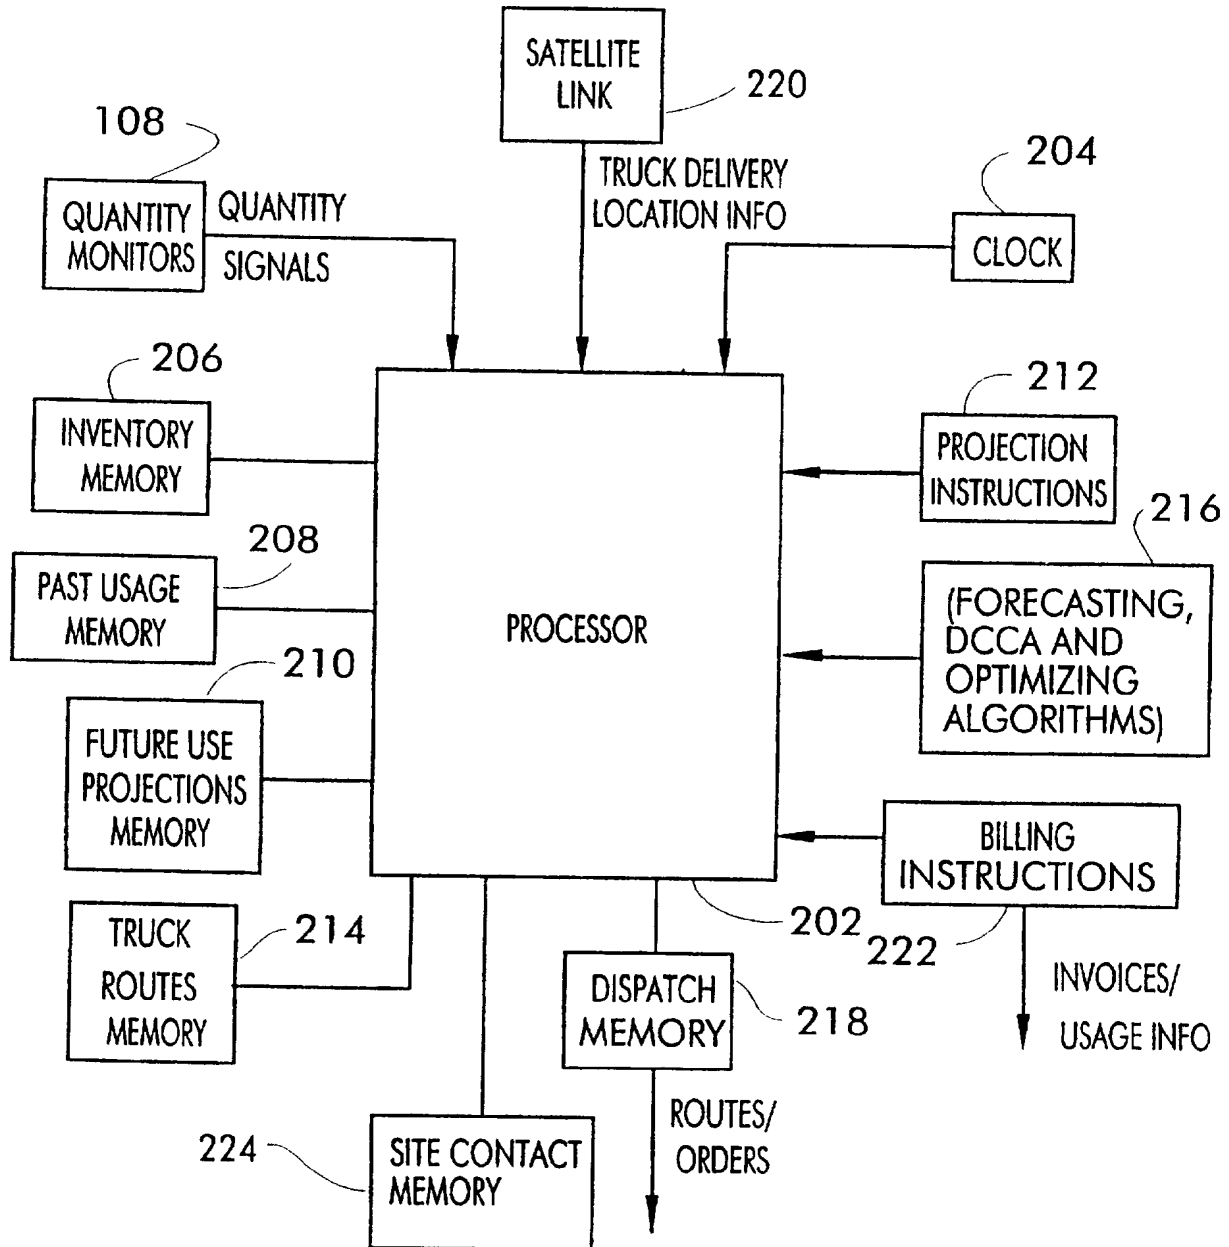 SATELLITE
LINK
220
108
204
TRUCK DELIVERY
LOCATION INFO
QUANTITY
MONITORS
QUANTITY
SIGNALS
CLOCK
206
212
INVENTORY
MEMORY
PROJECTION
INSTRUCTIONS
216
208
PAST USAGE
MEMORY
PROCESSOR
(FORECASTING,
DCCA AND
OPTIMIZING
ALGORITHMS)
210
FUTURE USE
PROJECTIONS
MEMORY
BILLING
INSTRUCTIONS
202
222
TRUCK
ROUTES
MEMORY
214
DISPATCH
MEMORY
218
INVOICES/
USAGE INFO
ROUTES/
ORDERS
224
SITE CONTACT
MEMORY